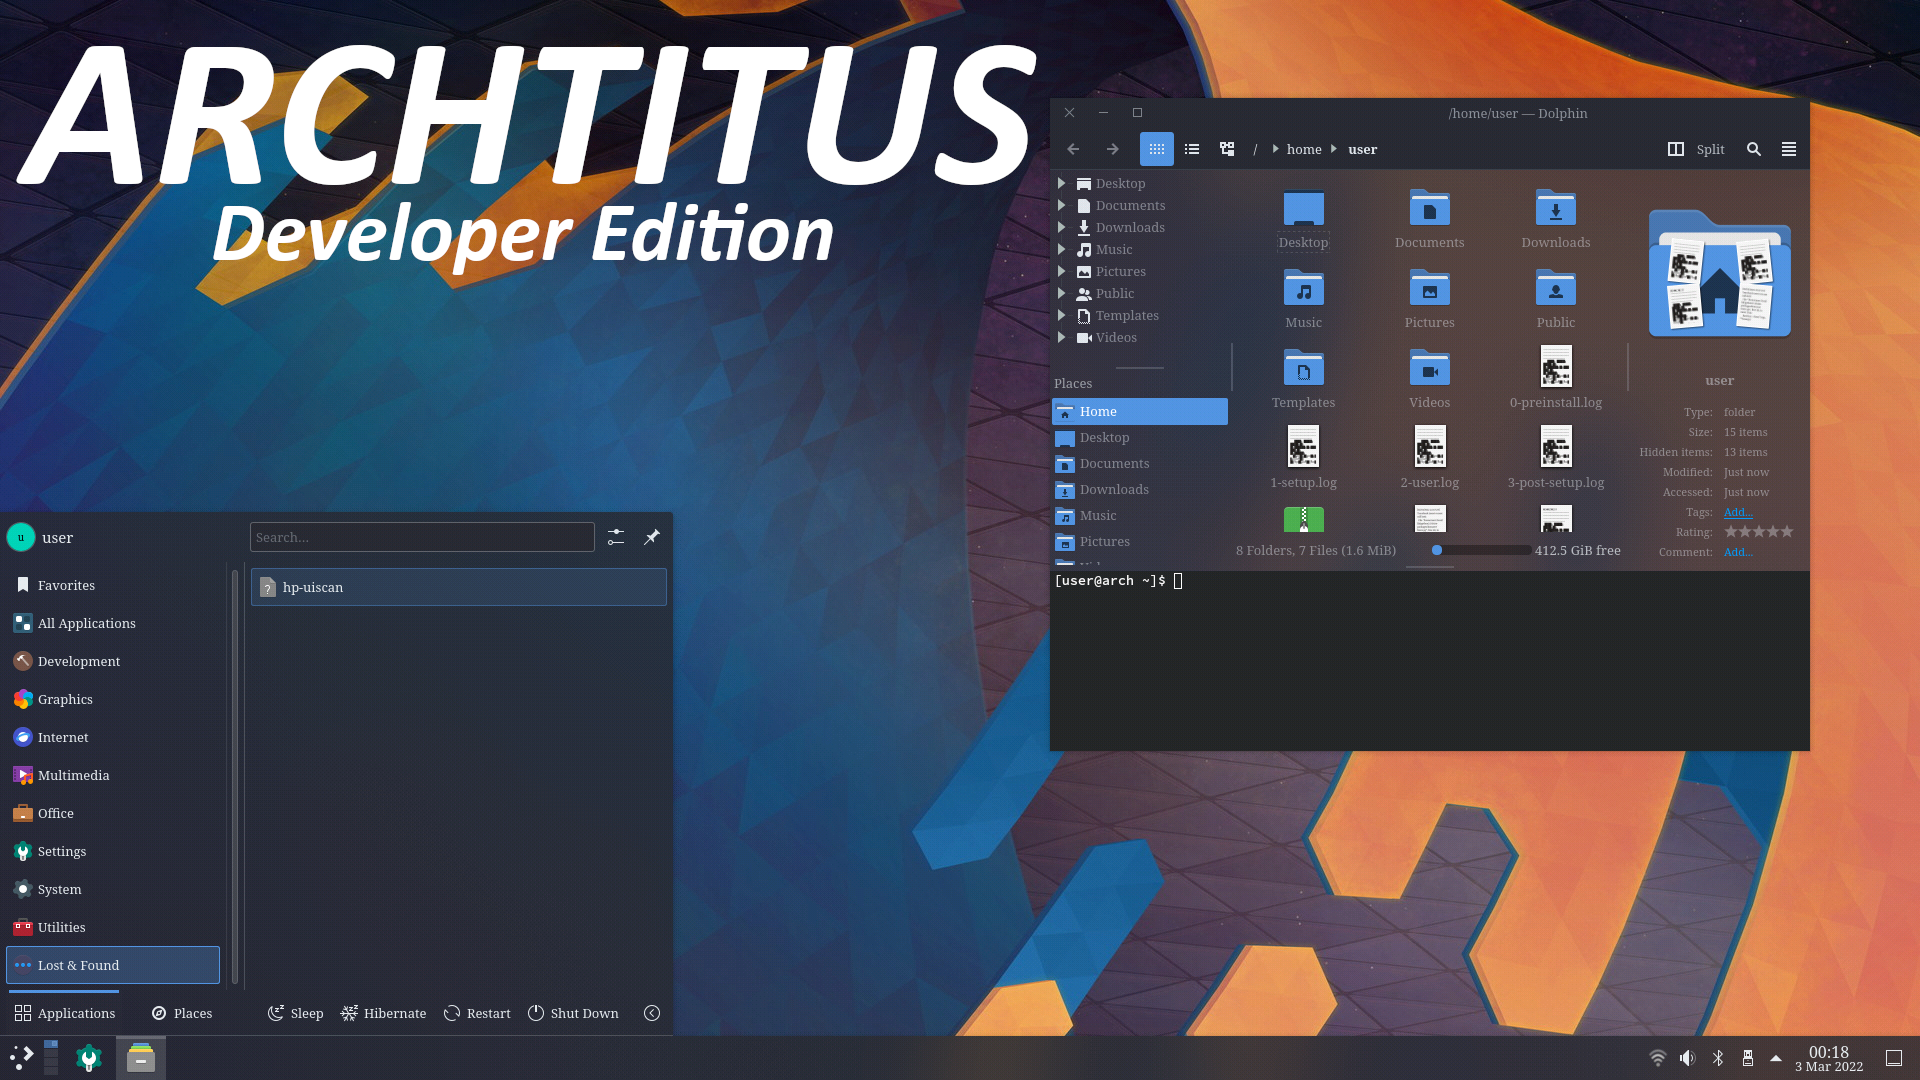 ARCHTITUS
Developer Edition
/home/user — Dolphin
/ home user
Split
Desktop
Documents
Downloads
Music
Pictures
Public
Templates
Videos
Places
Home
Desktop
Documents
Downloads
Music
Pictures
Desktop Documents Downloads
Music Pictures Public
Templates Videos 0-preinstall.log
1-setup.log 2-user.log 3-post-setup.log
8 Folders, 7 Files (1.6 MiB) 412.5 GiB free
user
Type: folder
Size: 15 items
Hidden items: 13 items
Modified: Just now
Accessed: Just now
Tags: Add...
Rating:
Comment: Add...
[user@arch ~]$
u user
Search...
Favorites
All Applications
Development
Graphics
Internet
Multimedia
Office
Settings
System
Utilities
Lost & Found
hp-uiscan
Applications Places Sleep Hibernate Restart Shut Down
00:18
3 Mar 2022